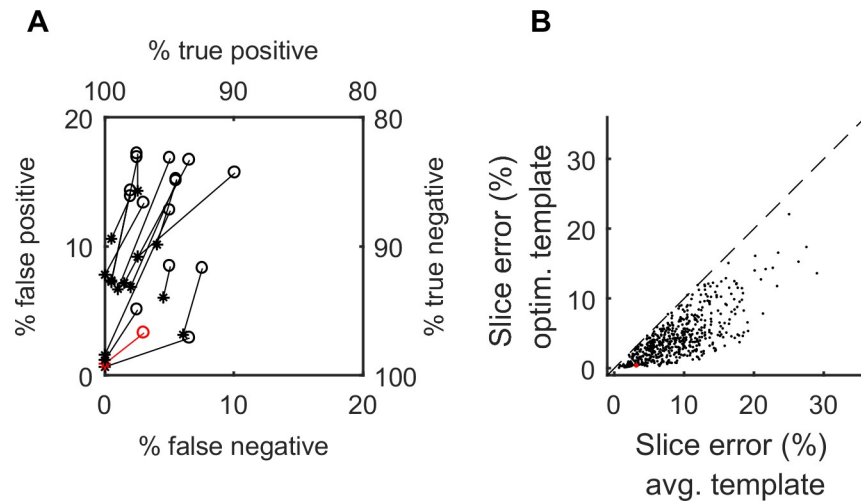 A
% true positive
100 90 80
20 80
% false positive
10 90
% true negative
0 100
0 10 20
% false negative
B
Slice error (%)
optim. template
30
20
10
0
0 10 20 30
Slice error (%)
avg. template